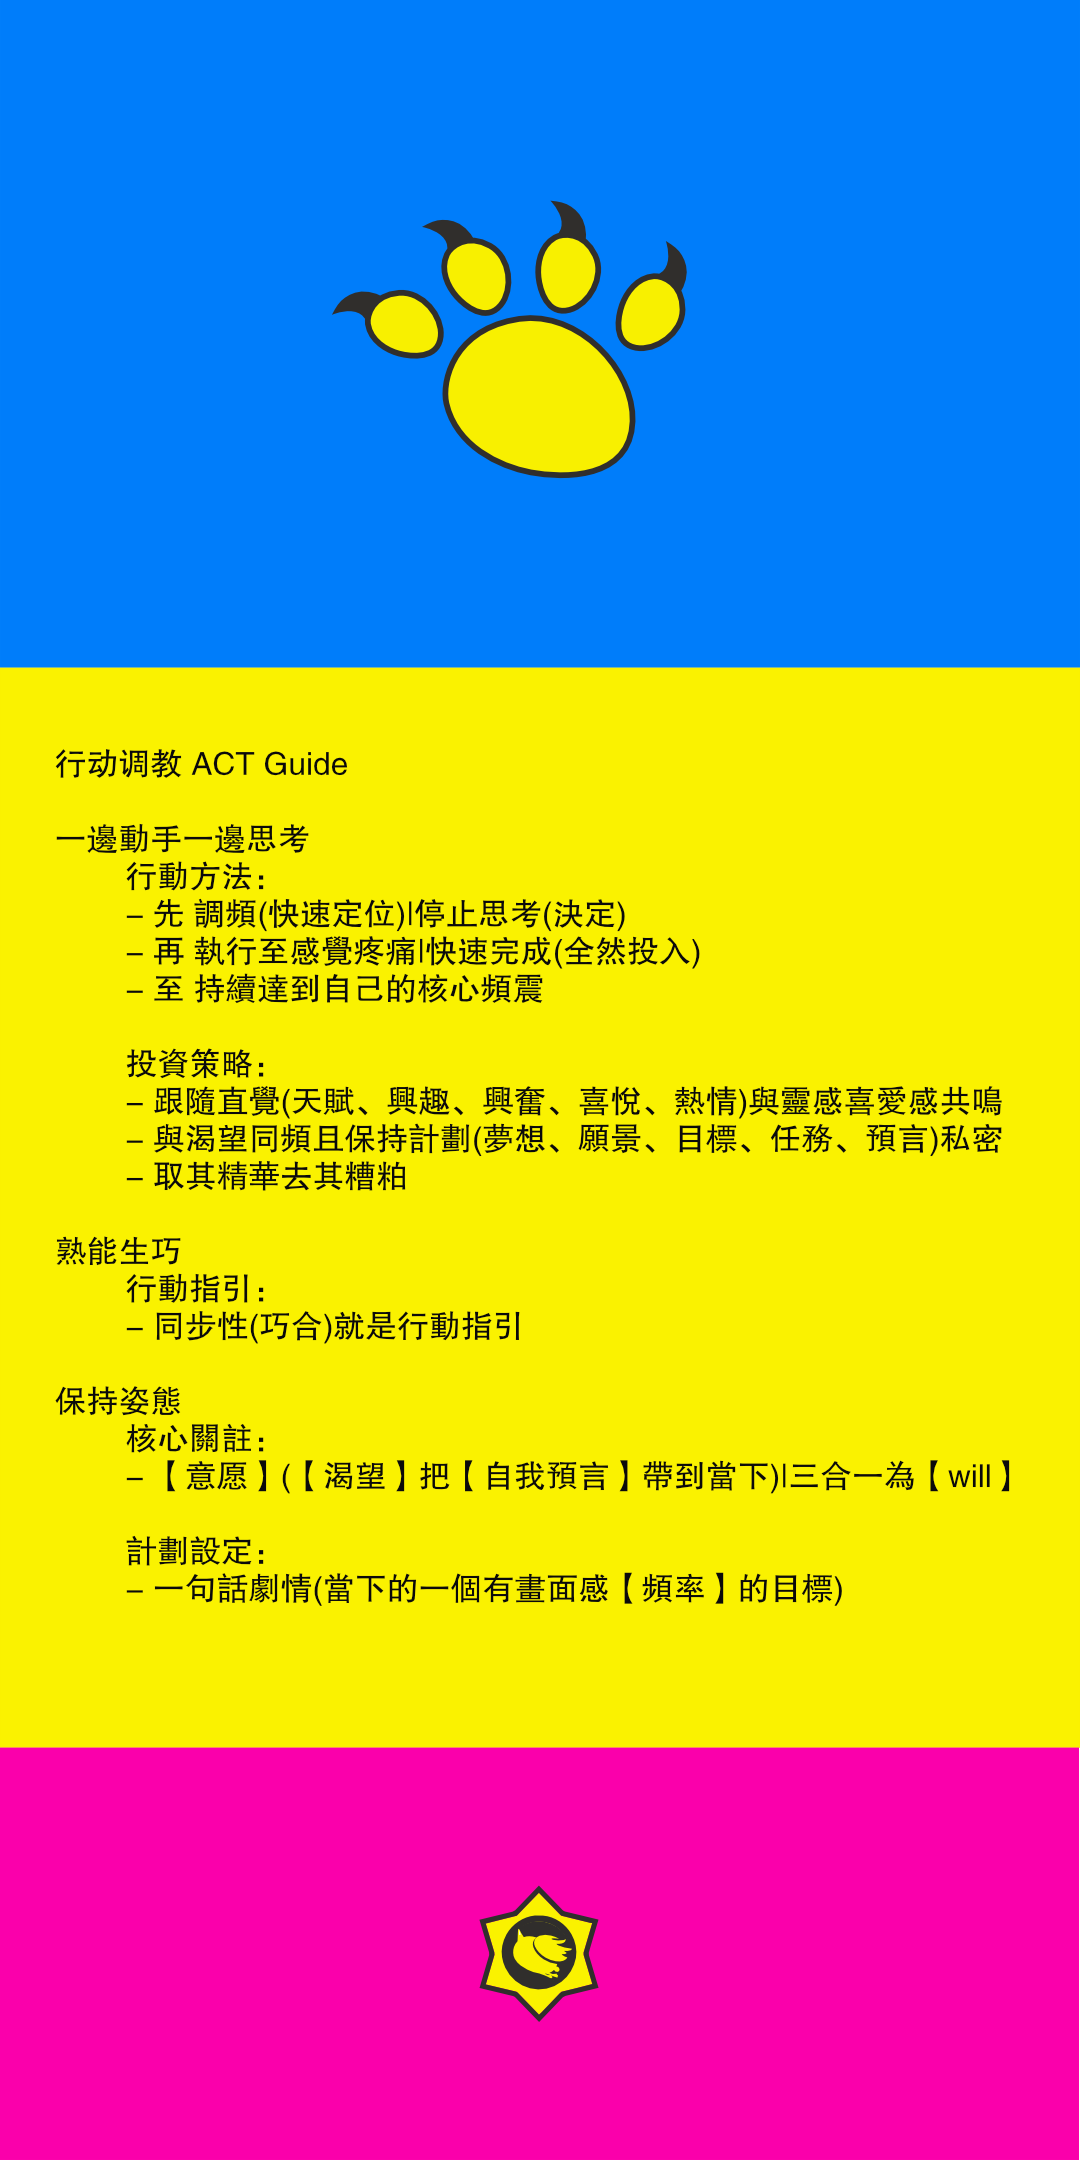 行动调教 ACT Guide
一邊動手一邊思考
行動方法：
– 先 調頻(快速定位)|停止思考(決定)
– 再 執行至感覺疼痛|快速完成(全然投入)
– 至 持續達到自己的核心頻震
投資策略：
– 跟隨直覺(天賦、興趣、興奮、喜悅、熱情)與靈感喜愛感共鳴
– 與渴望同頻且保持計劃(夢想、願景、目標、任務、預言)私密
– 取其精華去其糟粕
熟能生巧
行動指引：
– 同步性(巧合)就是行動指引
保持姿態
核心關註：
– 【意愿】(【渴望】把【自我預言】帶到當下)|三合一為【will】
計劃設定：
– 一句話劇情(當下的一個有畫面感【頻率】的目標)